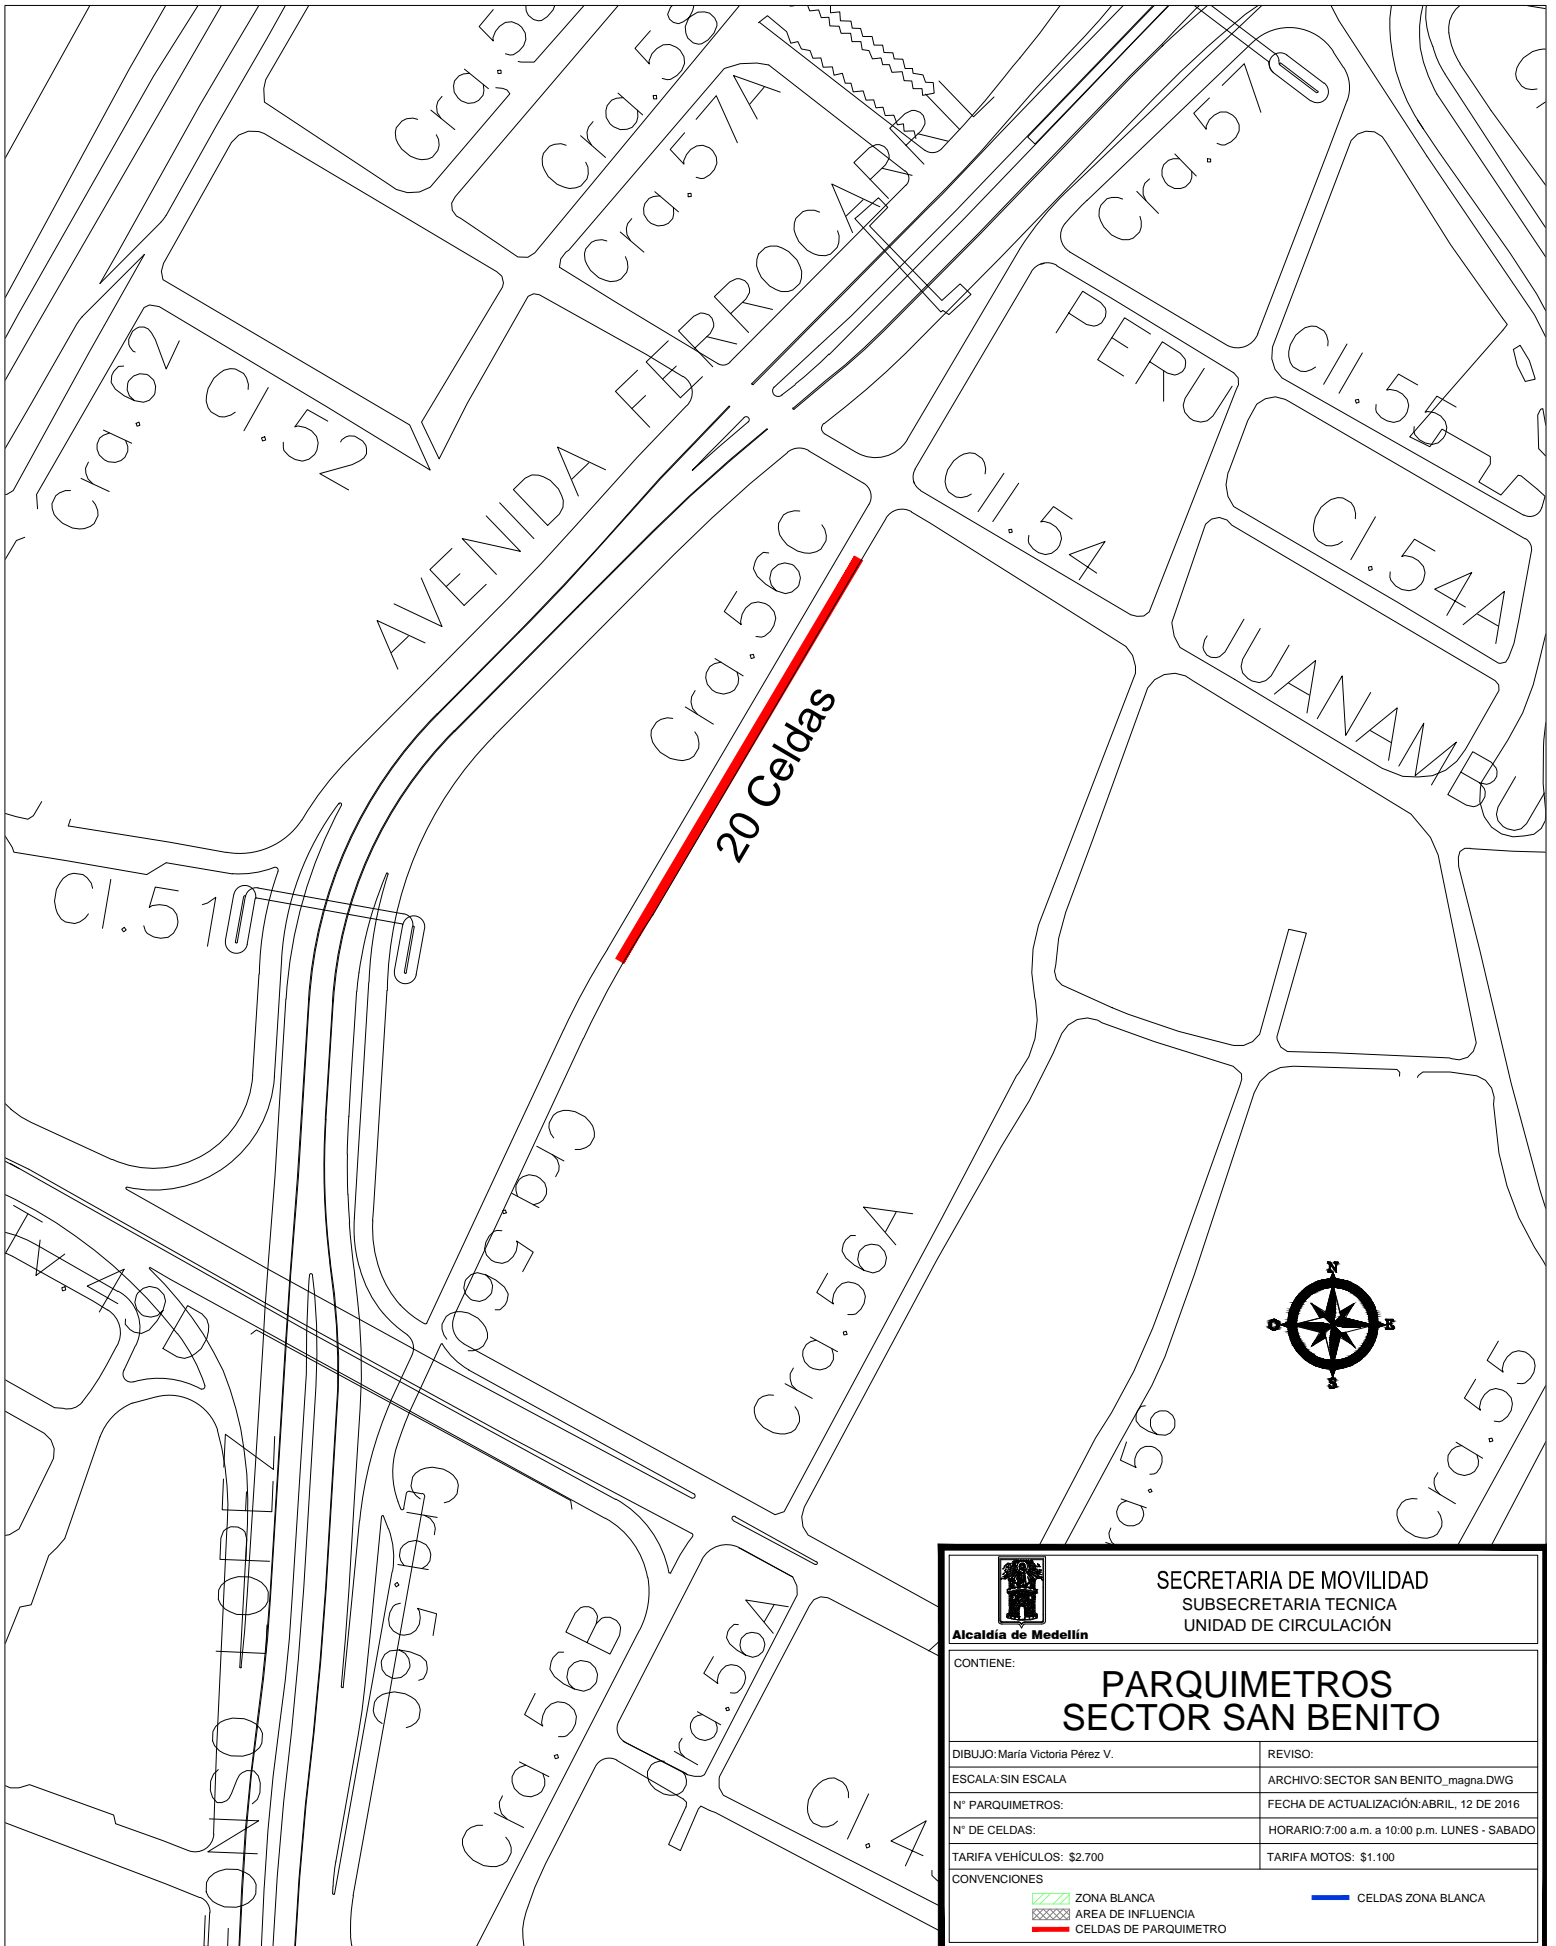 Cra.58
Cra.57A
Cra.57
AVENIDA FERROCARRIL
PERU
Cra.62
Cl.52
Cll.55
Cll.54
Cl.54A
Cra.56C
JUANAMBU
20 Celdas
Cl.51
Cra.56C
Cra.56A
Tv.49D
N
O
E
S
Cra.55
ra.56
Cra.56C
Cra.56B
Cra.56A
ALFONSO LOPEZ
Cl.4
Alcaldía de Medellín
SECRETARIA DE MOVILIDAD
SUBSECRETARIA TECNICA
UNIDAD DE CIRCULACIÓN
CONTIENE:
PARQUIMETROS
SECTOR SAN BENITO
DIBUJO: María Victoria Pérez V.
REVISO:
ESCALA: SIN ESCALA
ARCHIVO: SECTOR SAN BENITO_magna.DWG
N° PARQUIMETROS:
FECHA DE ACTUALIZACIÓN: ABRIL, 12 DE 2016
N° DE CELDAS:
HORARIO: 7:00 a.m. a 10:00 p.m. LUNES - SABADO
TARIFA VEHÍCULOS: $2.700
TARIFA MOTOS: $1.100
CONVENCIONES
ZONA BLANCA
CELDAS ZONA BLANCA
AREA DE INFLUENCIA
CELDAS DE PARQUIMETRO